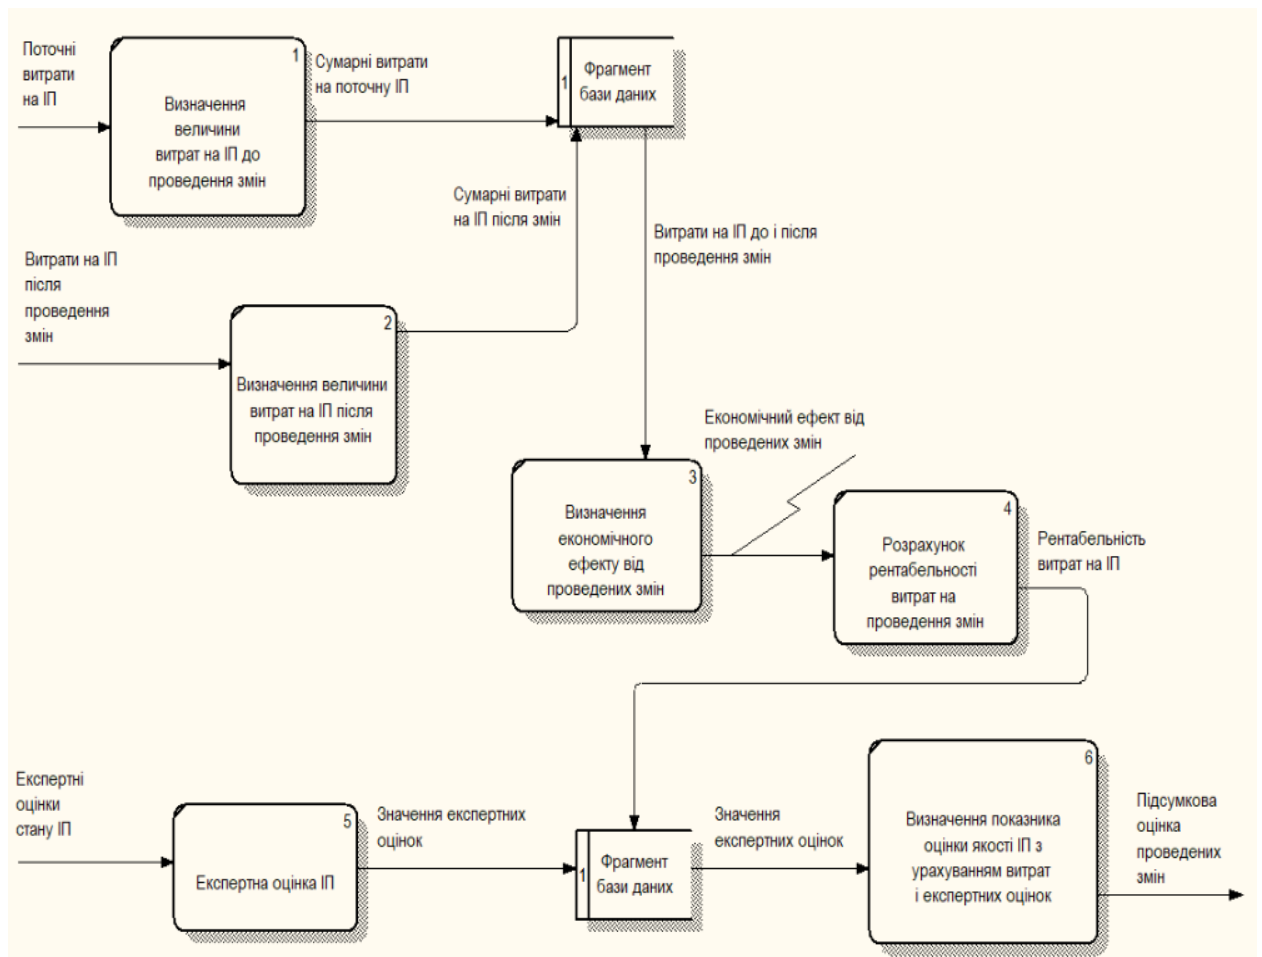 Поточні
витрати
на ІП
1
Визначення
величини
витрат на ІП до
проведення змін
Сумарні витрати
на поточну ІП
1
Фрагмент
бази даних
Сумарні витрати
на ІП після змін
Витрати на ІП до і після
проведення змін
Витрати на ІП
після
проведення
змін
2
Визначення величини
витрат на ІП після
проведення змін
Економічний ефект від
проведених змін
3
Визначення
економічного
ефекту від
проведених змін
4
Розрахунок
рентабельності
витрат на
проведення змін
Рентабельність
витрат на ІП
Експертні
оцінки
стану ІП
5
Експертна оцінка ІП
Значення експертних
оцінок
1
Фрагмент
бази даних
Значення
експертних оцінок
6
Визначення показника
оцінки якості ІП з
урахуванням витрат
і експертних оцінок
Підсумкова
оцінка
проведених
змін